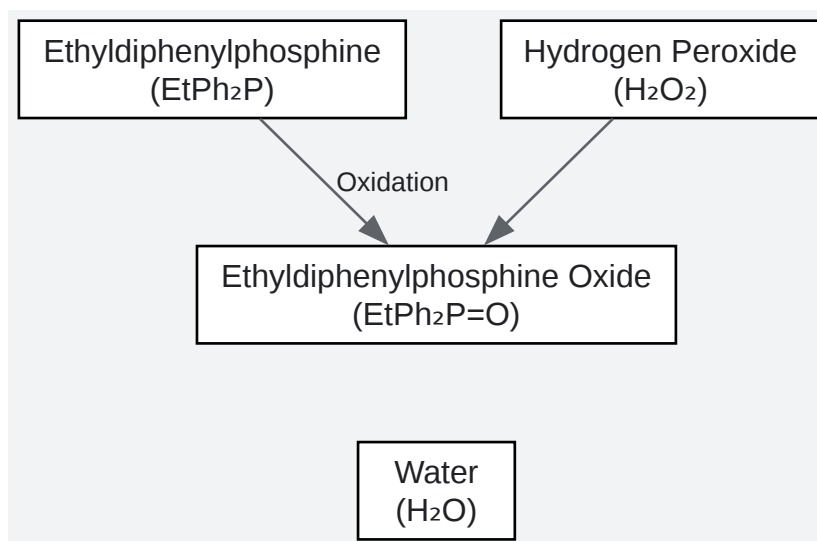 Ethyldiphenylphosphine
(EtPh₂P)
Hydrogen Peroxide
(H₂O₂)
Oxidation
Ethyldiphenylphosphine Oxide
(EtPh₂P=O)
Water
(H₂O)